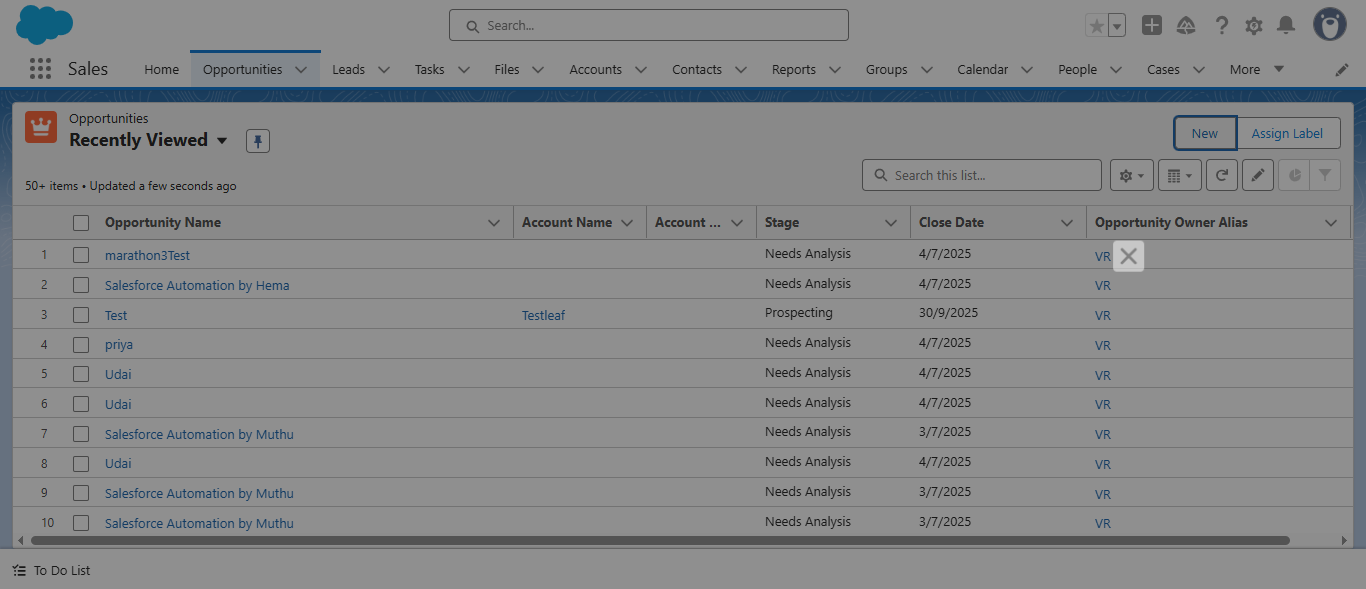 Search...
Sales Home Opportunities Leads Tasks Files Accounts Contacts Reports Groups Calendar People Cases More
Opportunities
Recently Viewed
New Assign Label
50+ items • Updated a few seconds ago
Search this list...
Opportunity Name Account Name Account ... Stage Close Date Opportunity Owner Alias
1 marathon3Test Needs Analysis 4/7/2025 VR
2 Salesforce Automation by Hema Needs Analysis 4/7/2025 VR
3 Test Testleaf Prospecting 30/9/2025 VR
4 priya Needs Analysis 4/7/2025 VR
5 Udai Needs Analysis 4/7/2025 VR
6 Udai Needs Analysis 4/7/2025 VR
7 Salesforce Automation by Muthu Needs Analysis 3/7/2025 VR
8 Udai Needs Analysis 4/7/2025 VR
9 Salesforce Automation by Muthu Needs Analysis 3/7/2025 VR
10 Salesforce Automation by Muthu Needs Analysis 3/7/2025 VR
To Do List